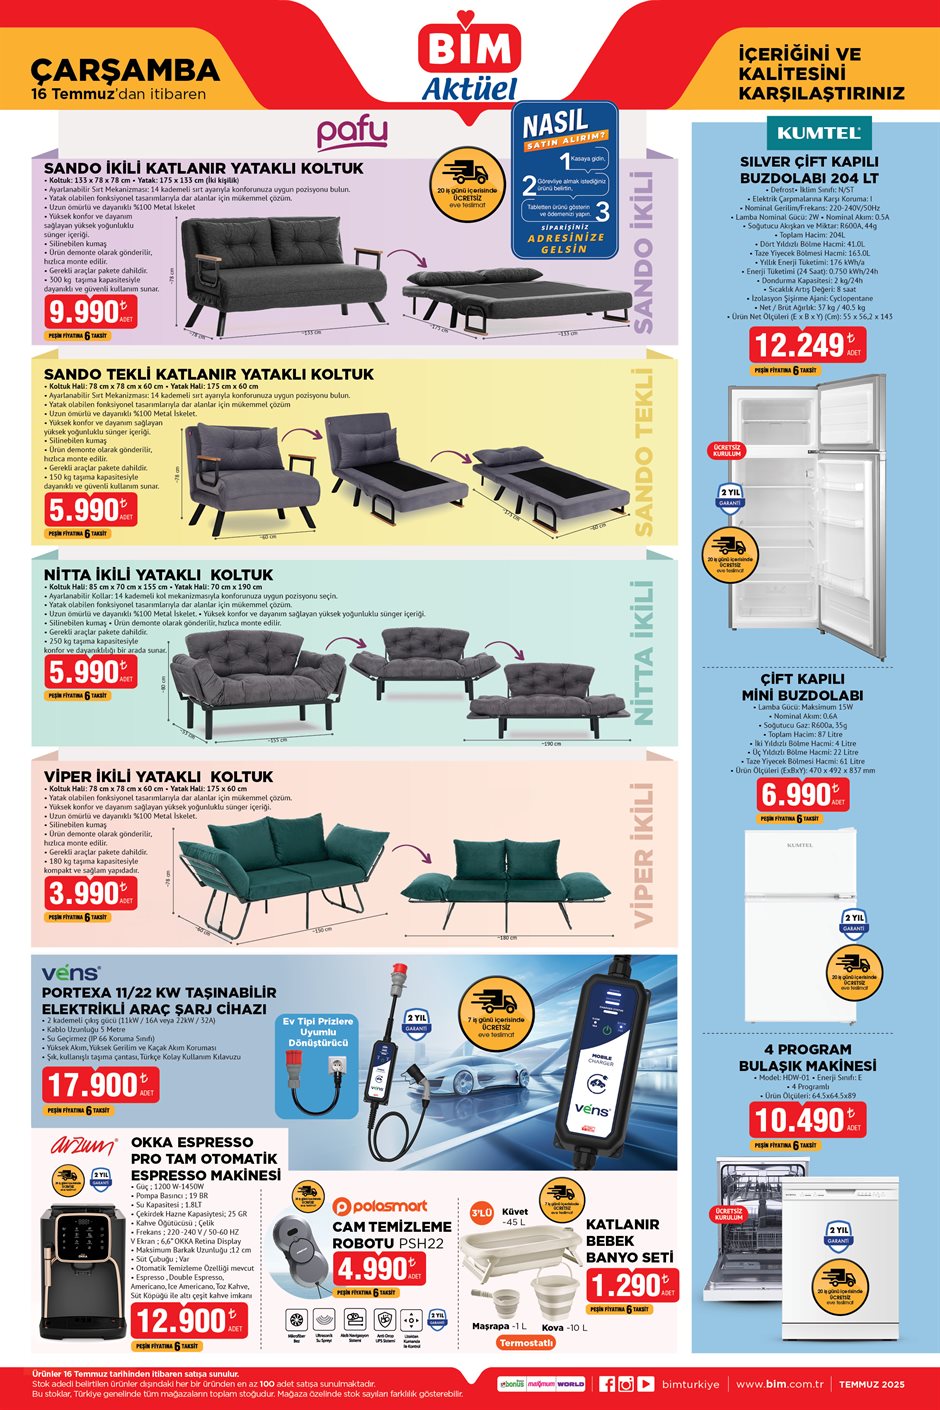 ÇARŞAMBA
16 Temmuz'dan itibaren
BİM
Aktüel
İÇERİĞİNİ VE
KALİTESİNİ
KARŞILAŞTIRINIZ
pafu
SANDO İKİLİ KATLANIR YATAKLI KOLTUK
• Koltuk: 133 x 78 x 78 cm • Yatak: 175 x 133 cm (İki kişilik)
• Ayarlanabilir Sırt Mekanizması: 14 kademeli sırt ayarıyla konforunuza uygun pozisyonu bulun.
• Yatak olabilen fonksiyonel tasarımlarıyla dar alanlar için mükemmel çözüm.
• Uzun ömürlü ve dayanıklı %100 Metal İskelet
• Yüksek konfor ve dayanım
sağlayan yüksek yoğunluklu
sünger içeriği.
• Silinebilen kumaş
• Ürün demonte olarak gönderilir,
hızlıca monte edilir.
• Gerekli araçlar pakete dahildir.
• 300 kg taşıma kapasitesiyle
dayanıklı ve güvenli kullanım sunar.
9.990₺
ADET
PEŞİN FİYATINA 6 TAKSİT
20 iş günü içerisinde
ÜCRETSİZ
eve teslimat
NASIL
SATIN ALIRIM?
1 Kasaya gidin,
2 Görevliye almak istediğiniz
ürünü belirtin,
Tabletten ürünü gösterin
ve ödemenizi yapın. 3
SİPARİŞİNİZ
ADRESİNİZE
GELSİN
SANDO İKİLİ
~78 cm
~78 cm
~133 cm
~175 cm
~133 cm
SANDO TEKLİ KATLANIR YATAKLI KOLTUK
• Koltuk Hali: 78 cm x 78 cm x 60 cm • Yatak Hali: 175 cm x 60 cm
• Ayarlanabilir Sırt Mekanizması: 14 kademeli sırt ayarıyla konforunuza uygun pozisyonu bulun.
• Yatak olabilen fonksiyonel tasarımlarıyla dar alanlar için mükemmel çözüm
• Uzun ömürlü ve dayanıklı %100 Metal İskelet.
• Yüksek konfor ve dayanım sağlayan
yüksek yoğunluklu sünger içeriği.
• Silinebilen kumaş
• Ürün demonte olarak gönderilir,
hızlıca monte edilir.
• Gerekli araçlar pakete dahildir.
• 150 kg taşıma kapasitesiyle
dayanıklı ve güvenli kullanım sunar.
5.990₺
ADET
PEŞİN FİYATINA 6 TAKSİT
~78 cm
~60 cm
~175 cm
~60 cm
SANDO TEKLİ
NİTTA İKİLİ YATAKLI KOLTUK
• Koltuk Hali: 85 cm x 70 cm x 155 cm • Yatak Hali: 70 cm x 190 cm
• Ayarlanabilir Kollar: 14 kademeli kol mekanizmasıyla konforunuza uygun pozisyonu seçin.
• Yatak olabilen fonksiyonel tasarımlarıyla dar alanlar için mükemmel çözüm.
• Uzun ömürlü ve dayanıklı %100 Metal İskelet. • Yüksek konfor ve dayanım sağlayan yüksek yoğunluklu sünger içeriği.
• Silinebilen kumaş • Ürün demonte olarak gönderilir, hızlıca monte edilir.
• Gerekli araçlar pakete dahildir.
• 250 kg taşıma kapasitesiyle
konfor ve dayanıklılığı bir arada sunar.
5.990₺
ADET
PEŞİN FİYATINA 6 TAKSİT
~80 cm
~155 cm
~190 cm
NİTTA İKİLİ
VİPER İKİLİ YATAKLI KOLTUK
• Koltuk Hali: 78 cm x 78 cm x 60 cm • Yatak Hali: 175 x 60 cm
• Yatak olabilen fonksiyonel tasarımlarıyla dar alanlar için mükemmel çözüm.
• Yüksek konfor ve dayanım sağlayan yüksek yoğunluklu sünger içeriği.
• Uzun ömürlü ve dayanıklı %100 Metal İskelet.
• Silinebilen kumaş
• Ürün demonte olarak gönderilir,
hızlıca monte edilir.
• Gerekli araçlar pakete dahildir.
• 180 kg taşıma kapasitesiyle
kompakt ve sağlam yapıdadır.
3.990₺
ADET
PEŞİN FİYATINA 6 TAKSİT
~78 cm
~60 cm
~150 cm
~180 cm
VİPER İKİLİ
vens
PORTEXA 11/22 KW TAŞINABİLİR
ELEKTRİKLİ ARAÇ ŞARJ CİHAZI
• 2 kademeli çıkış gücü (11kW / 16A veya 22kW / 32A)
• Kablo Uzunluğu 5 Metre
• Su Geçirmez (IP 66 Koruma Sınıfı)
• Yüksek Akım, Yüksek Gerilim ve Kaçak Akım Koruması
• Şık, kullanışlı taşıma çantası, Türkçe Kolay Kullanım Kılavuzu
17.900₺
ADET
PEŞİN FİYATINA 6 TAKSİT
Ev Tipi Prizlere
Uyumlu
Dönüştürücü
2 YIL
GARANTİ
7 iş günü içerisinde
ÜCRETSİZ
eve teslimat
MOBILE
CHARGER
vens
arzum
20 iş günü içerisinde
ÜCRETSİZ
eve teslimat
2 YIL
GARANTİ
OKKA ESPRESSO
PRO TAM OTOMATİK
ESPRESSO MAKİNESİ
• Güç ; 1200 W-1450W
• Pompa Basıncı ; 19 BR
• Su Kapasitesi ; 1.8LT
• Çekirdek Hazne Kapasiytesi; 25 GR
• Kahve Öğütücüsü ; Çelik
• Frekans ; 220 -240 V / 50-60 HZ
V Ekran ; 6,6" OKKA Retina Display
• Maksimum Bardak Uzunluğu ;12 cm
• Süt Çubuğu ; Var
• Otomatik Temizleme Özelliği mevcut
• Espresso , Double Espresso,
Americano, Ice Americano, Toz Kahve,
Süt Köpüğü ile altı çeşit kahve imkanı
12.900₺
ADET
PEŞİN FİYATINA 6 TAKSİT
ÜCRETSİZ
eve teslimat
polosmart
CAM TEMİZLEME
ROBOTU PSH22
4.990₺
ADET
PEŞİN FİYATINA 6 TAKSİT
Mikrofiber
Bez
Ultrasonik
Su Spreyi
Akıllı Navigasyon
Sistemi
Anti-Drop
UPS Sistemi
Uzaktan
Kumanda ile
Kontrol
2 YIL
GARANTİ
3'LÜ
Küvet
~45 L
7 iş günü içerisinde
ÜCRETSİZ
eve teslimat
KATLANIR
BEBEK
BANYO SETİ
1.290₺
ADET
PEŞİN FİYATINA 6 TAKSİT
Maşrapa ~1 L
Kova ~10 L
Termostatlı
KUMTEL
SILVER ÇİFT KAPILI
BUZDOLABI 204 LT
• Defrost • İklim Sınıfı: N/ST
• Elektrik Çarpmalarına Karşı Koruma: I
• Nominal Gerilim/Frekans: 220-240V/50Hz
• Lamba Nominal Gücü: 2W • Nominal Akım: 0.5A
• Soğutucu Akışkan ve Miktar: R600A, 44g
• Toplam Hacim: 204L
• Dört Yıldızlı Bölme Hacmi: 41.0L
• Taze Yiyecek Bölmesi Hacmi: 163.0L
• Yıllık Enerji Tüketimi: 176 kWh/a
• Enerji Tüketimi (24 Saat): 0.750 kWh/24h
• Dondurma Kapasitesi: 2 kg/24h
• Sıcaklık Artış Değeri: 8 saat
• İzolasyon Şişirme Ajanı: Cyclopentane
• Net / Brüt Ağırlık: 37 kg / 40.5 kg
• Ürün Net Ölçüleri (E x B x Y) (Cm): 55 x 56,2 x 143
12.249₺
ADET
PEŞİN FİYATINA 6 TAKSİT
ÜCRETSİZ
KURULUM
2 YIL
GARANTİ
20 iş günü içerisinde
ÜCRETSİZ
eve teslimat
ÇİFT KAPILI
MİNİ BUZDOLABI
• Lamba Gücü: Maksimum 15W
• Nominal Akım: 0.6A
• Soğutucu Gaz: R600a, 35g
• Toplam Hacim: 87 Litre
• İki Yıldızlı Bölme Hacmi: 4 Litre
• Üç Yıldızlı Bölme Hacmi: 22 Litre
• Taze Yiyecek Bölmesi Hacmi: 61 Litre
• Ürün Ölçüleri (ExBxY): 470 x 492 x 837 mm
6.990₺
ADET
PEŞİN FİYATINA 6 TAKSİT
KUMTEL
2 YIL
GARANTİ
20 iş günü içerisinde
ÜCRETSİZ
eve teslimat
4 PROGRAM
BULAŞIK MAKİNESİ
• Model: HDW-01 • Enerji Sınıfı: E
• 4 Programlı
• Ürün Ölçüleri: 64.5x64.5x89
10.490₺
ADET
PEŞİN FİYATINA 6 TAKSİT
ÜCRETSİZ
KURULUM
2 YIL
GARANTİ
20 iş günü içerisinde
ÜCRETSİZ
eve teslimat
Ürünler 16 Temmuz tarihinden itibaren satışa sunulur.
Stok adedi belirtilen ürünler dışındaki her bir üründen en az 100 adet satışa sunulmaktadır.
Bu stoklar, Türkiye genelinde tüm mağazaların toplam stoğudur. Mağaza özelinde stok sayıları farklılık gösterebilir.
bonus maximum WORLD
bimturkiye
www.bim.com.tr
TEMMUZ 2025